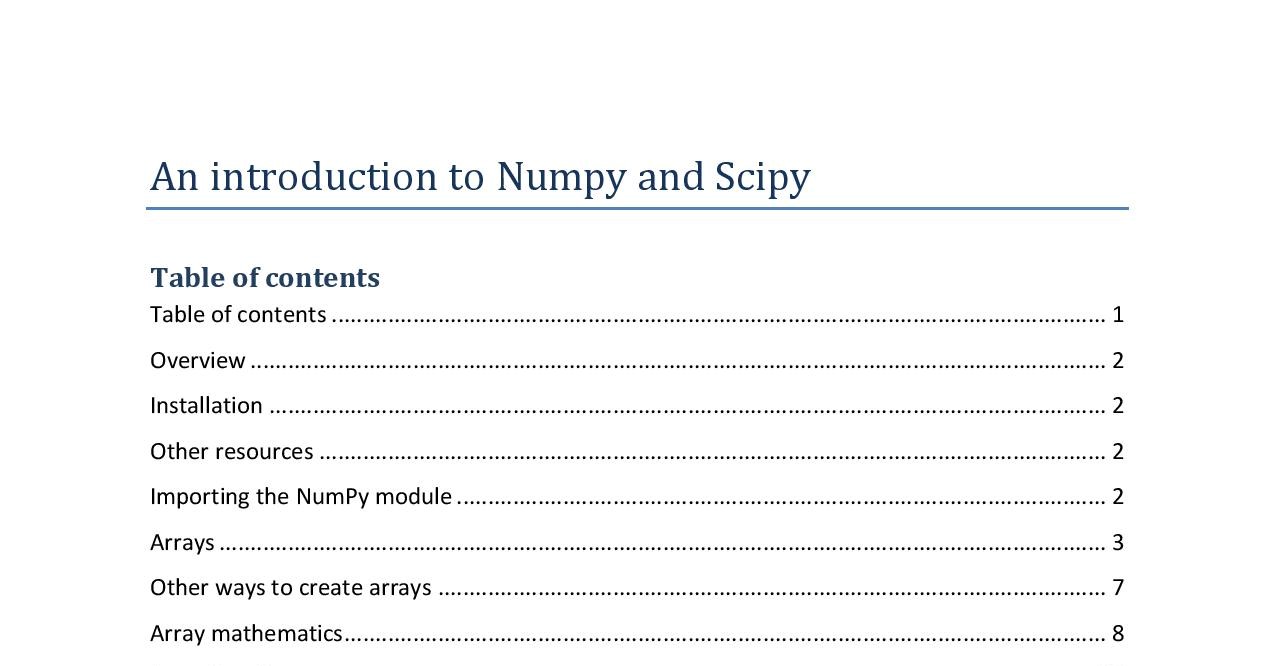 An introduction to Numpy and Scipy
Table of contents
Table of contents .............................................................................................................................. 1
Overview .......................................................................................................................................... 2
Installation ....................................................................................................................................... 2
Other resources ............................................................................................................................... 2
Importing the NumPy module ......................................................................................................... 2
Arrays ............................................................................................................................................... 3
Other ways to create arrays ............................................................................................................ 7
Array mathematics........................................................................................................................... 8